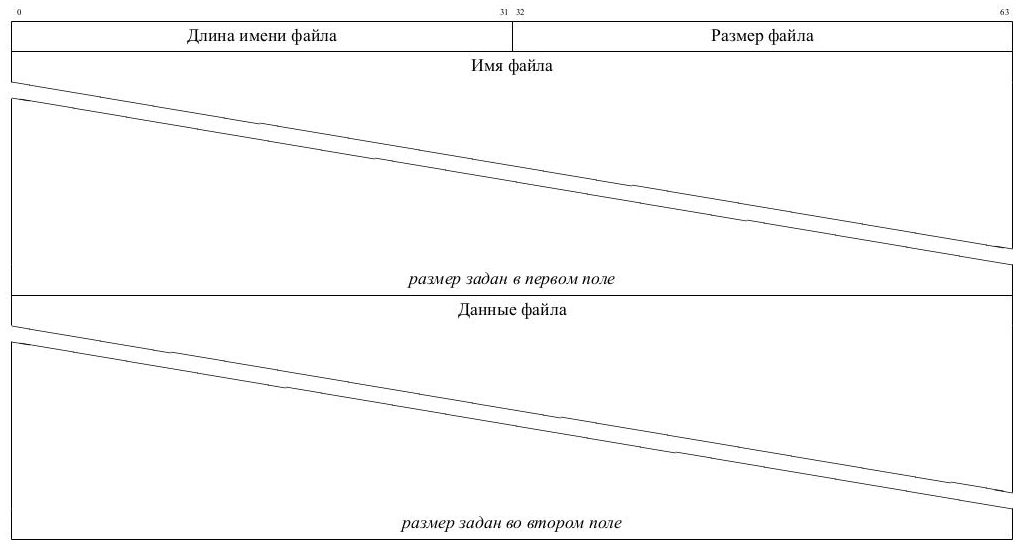 0 31 32 63
Длина имени файла Размер файла
Имя файла
размер задан в первом поле
Данные файла
размер задан во втором поле